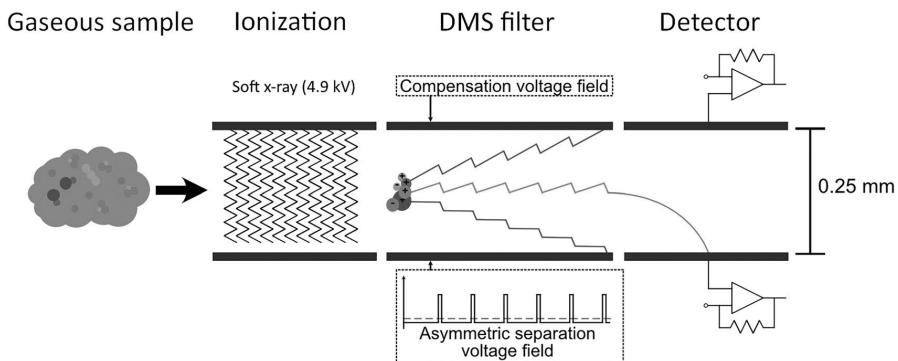 Gaseous sample
Ionization
DMS filter
Detector
Soft x-ray (4.9 kV)
Compensation voltage field
0.25 mm
Asymmetric separation
voltage field